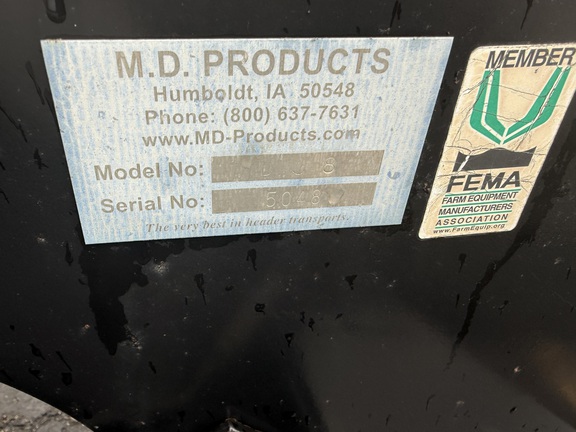 M.D. PRODUCTS
Humboldt, IA 50548
Phone: (800) 637-7631
www.MD-Products.com
Model No:
Serial No:
The very best in header transports.
MEMBER
FEMA
FARM EQUIPMENT
MANUFACTURERS
ASSOCIATION
www.FarmEquip.org